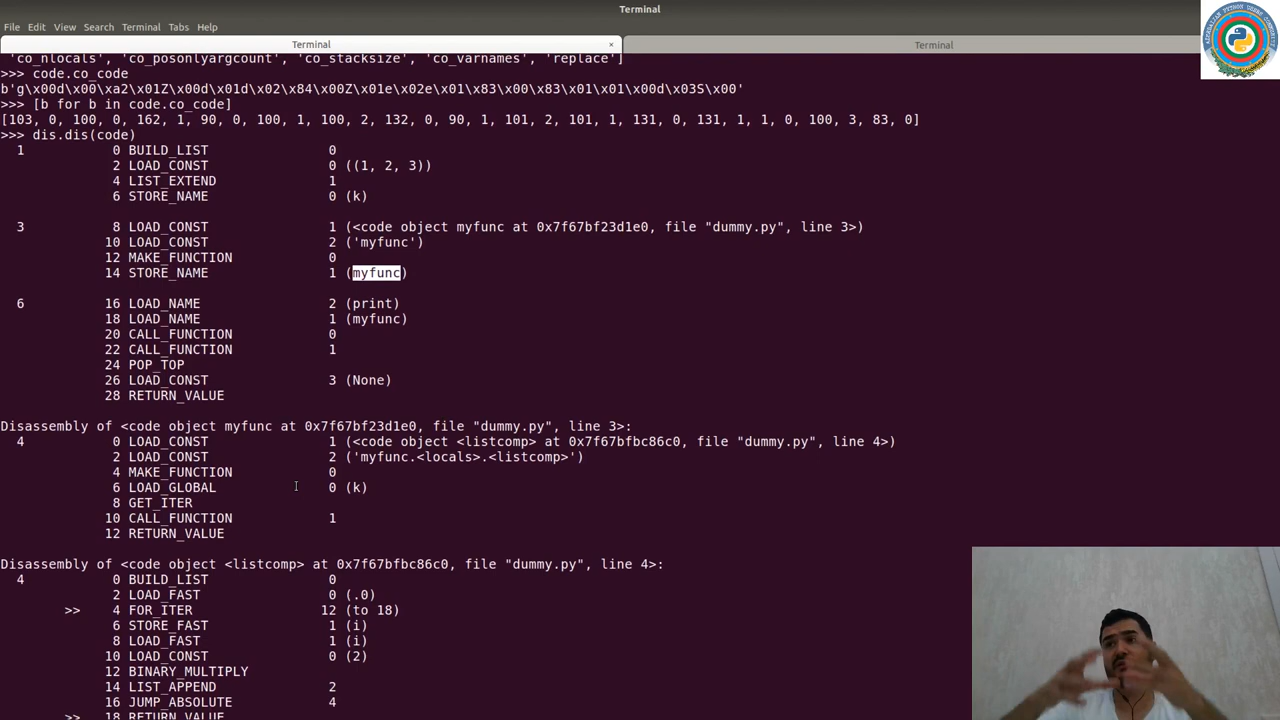 Terminal
File Edit View Search Terminal Tabs Help
Terminal × Terminal
'co_nlocals', 'co_posonlyargcount', 'co_stacksize', 'co_varnames', 'replace']
>>> code.co_code
b'g\x00d\x00\xa2\x01Z\x00d\x01d\x02\x84\x00Z\x01e\x02e\x01\x83\x00\x83\x01\x01\x00d\x03S\x00'
>>> [b for b in code.co_code]
[103, 0, 100, 0, 162, 1, 90, 0, 100, 1, 100, 2, 132, 0, 90, 1, 101, 2, 101, 1, 131, 0, 131, 1, 1, 0, 100, 3, 83, 0]
>>> dis.dis(code)
1 0 BUILD_LIST 0
2 LOAD_CONST 0 ((1, 2, 3))
4 LIST_EXTEND 1
6 STORE_NAME 0 (k)
3 8 LOAD_CONST 1 (<code object myfunc at 0x7f67bf23d1e0, file "dummy.py", line 3>)
10 LOAD_CONST 2 ('myfunc')
12 MAKE_FUNCTION 0
14 STORE_NAME 1 (myfunc)
6 16 LOAD_NAME 2 (print)
18 LOAD_NAME 1 (myfunc)
20 CALL_FUNCTION 0
22 CALL_FUNCTION 1
24 POP_TOP
26 LOAD_CONST 3 (None)
28 RETURN_VALUE
Disassembly of <code object myfunc at 0x7f67bf23d1e0, file "dummy.py", line 3>:
4 0 LOAD_CONST 1 (<code object <listcomp> at 0x7f67bfbc86c0, file "dummy.py", line 4>)
2 LOAD_CONST 2 ('myfunc.<locals>.<listcomp>')
4 MAKE_FUNCTION 0
6 LOAD_GLOBAL 0 (k)
8 GET_ITER
10 CALL_FUNCTION 1
12 RETURN_VALUE
Disassembly of <code object <listcomp> at 0x7f67bfbc86c0, file "dummy.py", line 4>:
4 0 BUILD_LIST 0
2 LOAD_FAST 0 (.0)
>> 4 FOR_ITER 12 (to 18)
6 STORE_FAST 1 (i)
8 LOAD_FAST 1 (i)
10 LOAD_CONST 0 (2)
12 BINARY_MULTIPLY
14 LIST_APPEND 2
16 JUMP_ABSOLUTE 4
>> 18 RETURN_VALUE
AZERBAIJAN PYTHON USERS COMMUNITY